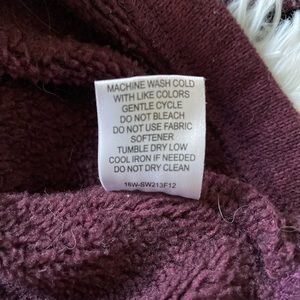 MACHINE WASH COLD
WITH LIKE COLORS
GENTLE CYCLE
DO NOT BLEACH
DO NOT USE FABRIC
SOFTENER
TUMBLE DRY LOW
COOL IRON IF NEEDED
DO NOT DRY CLEAN
16W-SW213F12